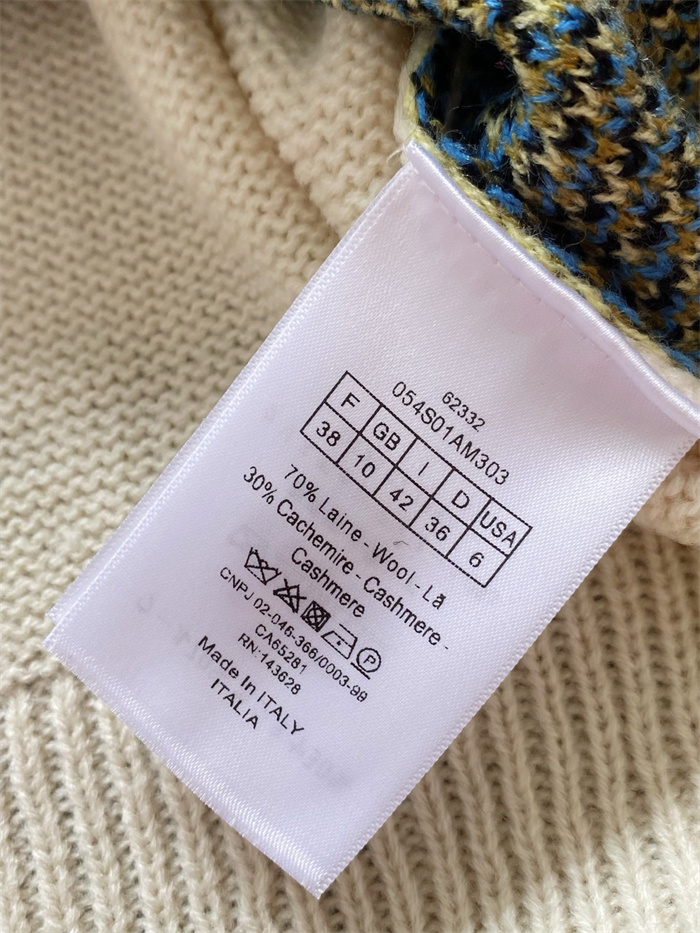 62332
054S01AM303
F GB I D USA
38 10 42 36 6
70% Laine - Wool - Lã
30% Cachemire - Cashmere -
Cashmere
P
CNPJ 02-046-366/0003-99
CA65281
RN:143628
Made In ITALY
ITALIA